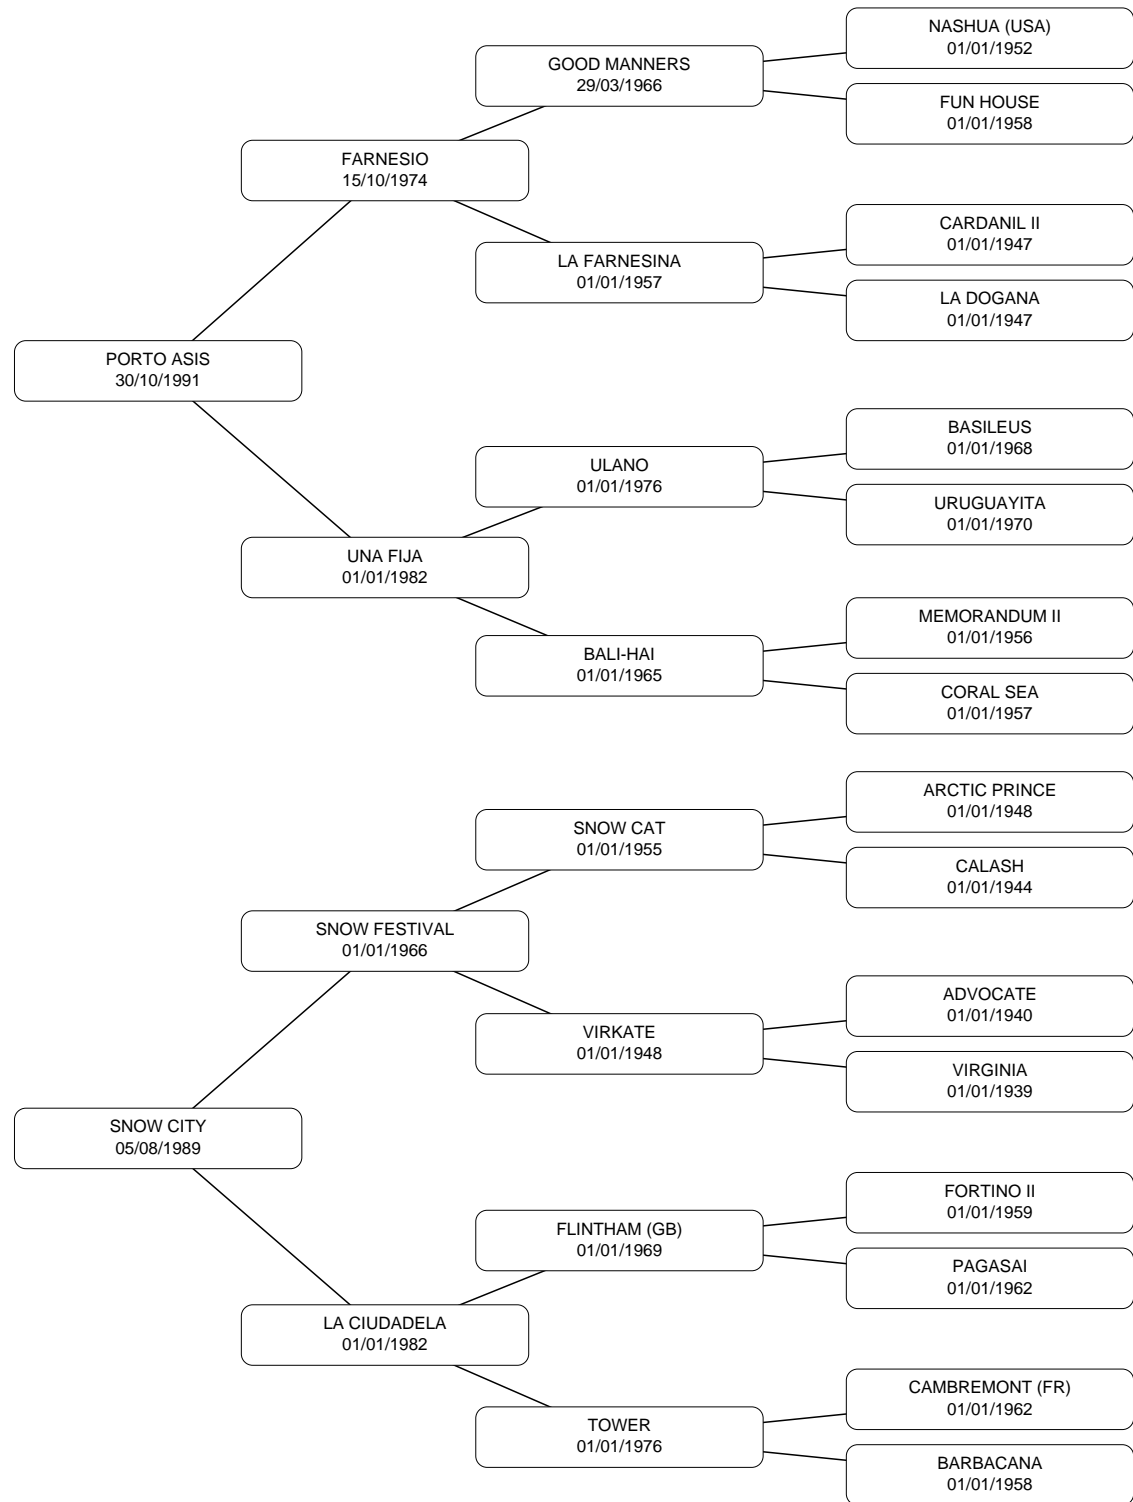 NASHUA (USA)
01/01/1952
GOOD MANNERS
29/03/1966
FUN HOUSE
01/01/1958
FARNESIO
15/10/1974
CARDANIL II
01/01/1947
LA FARNESINA
01/01/1957
LA DOGANA
01/01/1947
PORTO ASIS
30/10/1991
BASILEUS
01/01/1968
ULANO
01/01/1976
URUGUAYITA
01/01/1970
UNA FIJA
01/01/1982
MEMORANDUM II
01/01/1956
BALI-HAI
01/01/1965
CORAL SEA
01/01/1957
ARCTIC PRINCE
01/01/1948
SNOW CAT
01/01/1955
CALASH
01/01/1944
SNOW FESTIVAL
01/01/1966
ADVOCATE
01/01/1940
VIRKATE
01/01/1948
VIRGINIA
01/01/1939
SNOW CITY
05/08/1989
FORTINO II
01/01/1959
FLINTHAM (GB)
01/01/1969
PAGASAI
01/01/1962
LA CIUDADELA
01/01/1982
CAMBREMONT (FR)
01/01/1962
TOWER
01/01/1976
BARBACANA
01/01/1958